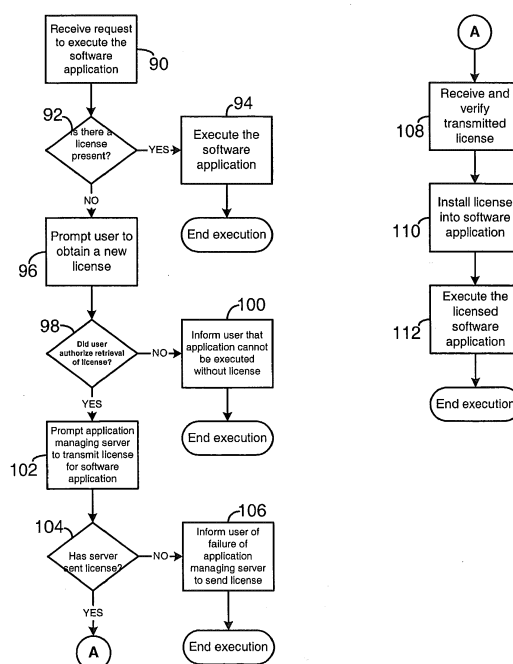 Receive request
to execute the
software
application
90
92
Is there a
license
present?
YES
94
Execute the
software
application
End execution
NO
96
Prompt user to
obtain a new
license
98
Did user
authorize retrieval
of license?
NO
100
Inform user that
application cannot
be executed
without license
End execution
YES
102
Prompt application
managing server
to transmit license
for software
application
104
Has server
sent license?
NO
106
Inform user of
failure of
application
managing server
to send license
End execution
YES
A
A
108
Receive and
verify
transmitted
license
110
Install license
into software
application
112
Execute the
licensed
software
application
End execution